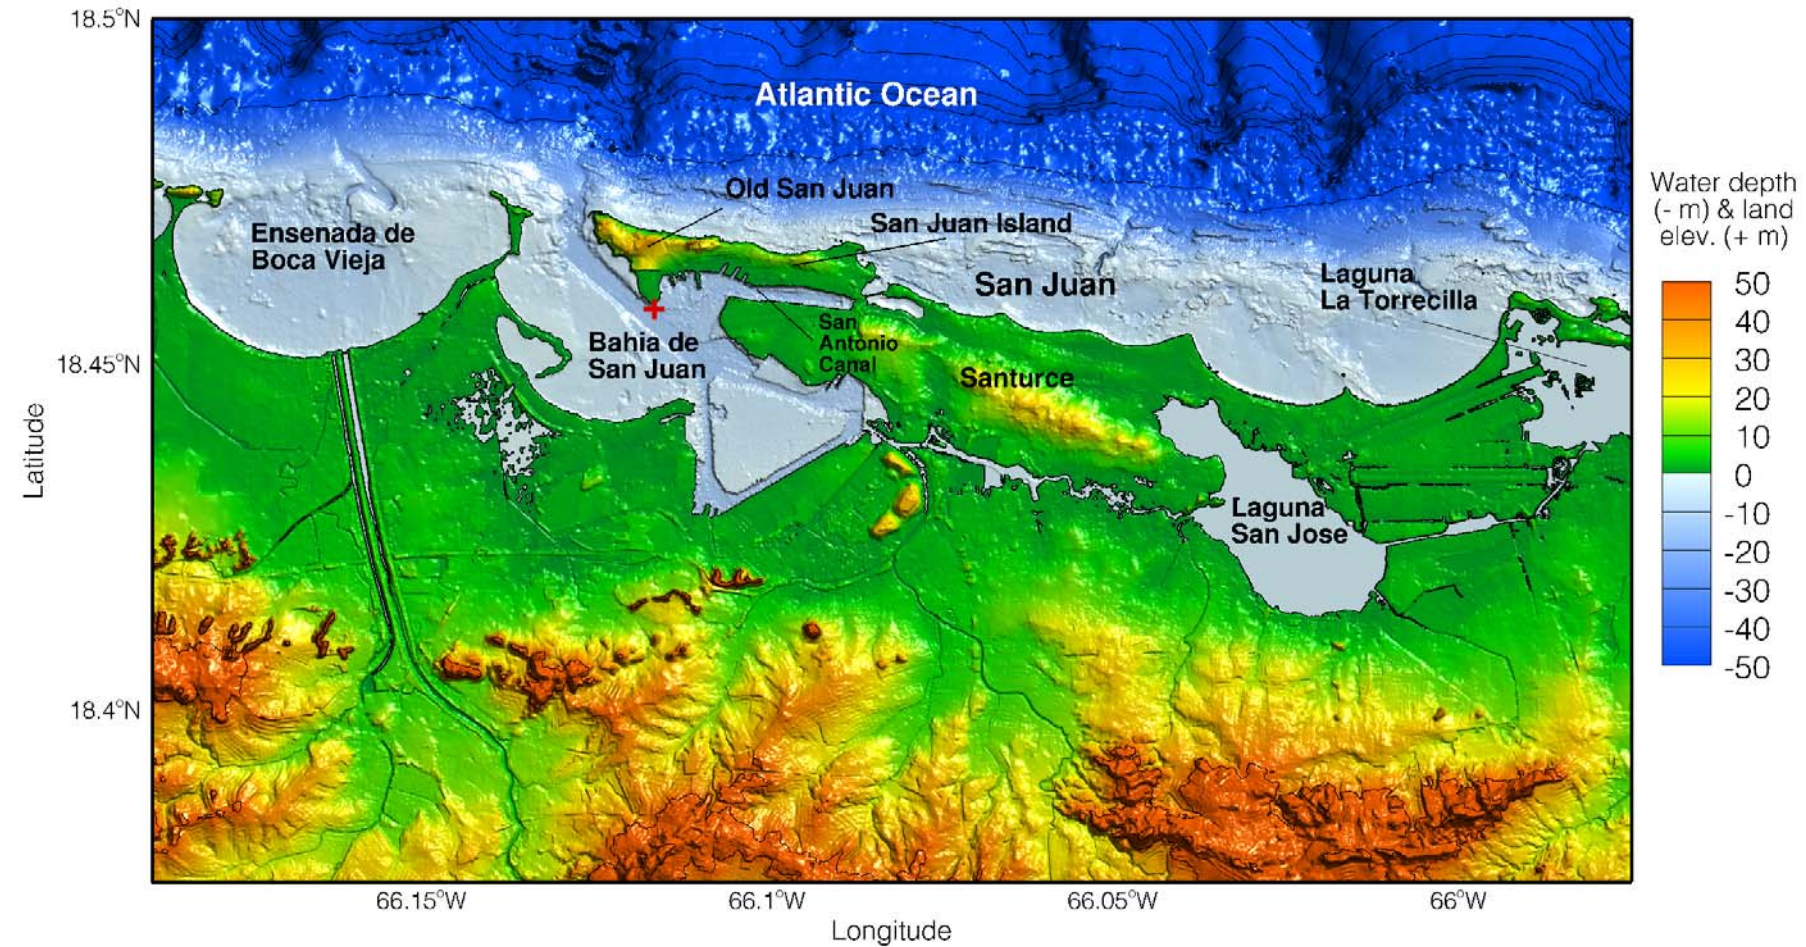 18.5°N
Atlantic Ocean
Old San Juan
San Juan Island
Ensenada de
Boca Vieja
San Juan
Laguna
La Torrecilla
San
Antonio
Canal
Bahia de
San Juan
Santurce
Laguna
San Jose
18.45°N
18.4°N
Latitude
66.15°W
66.1°W
66.05°W
66°W
Longitude
Water depth
(- m) & land
elev. (+ m)
50
40
30
20
10
0
-10
-20
-30
-40
-50